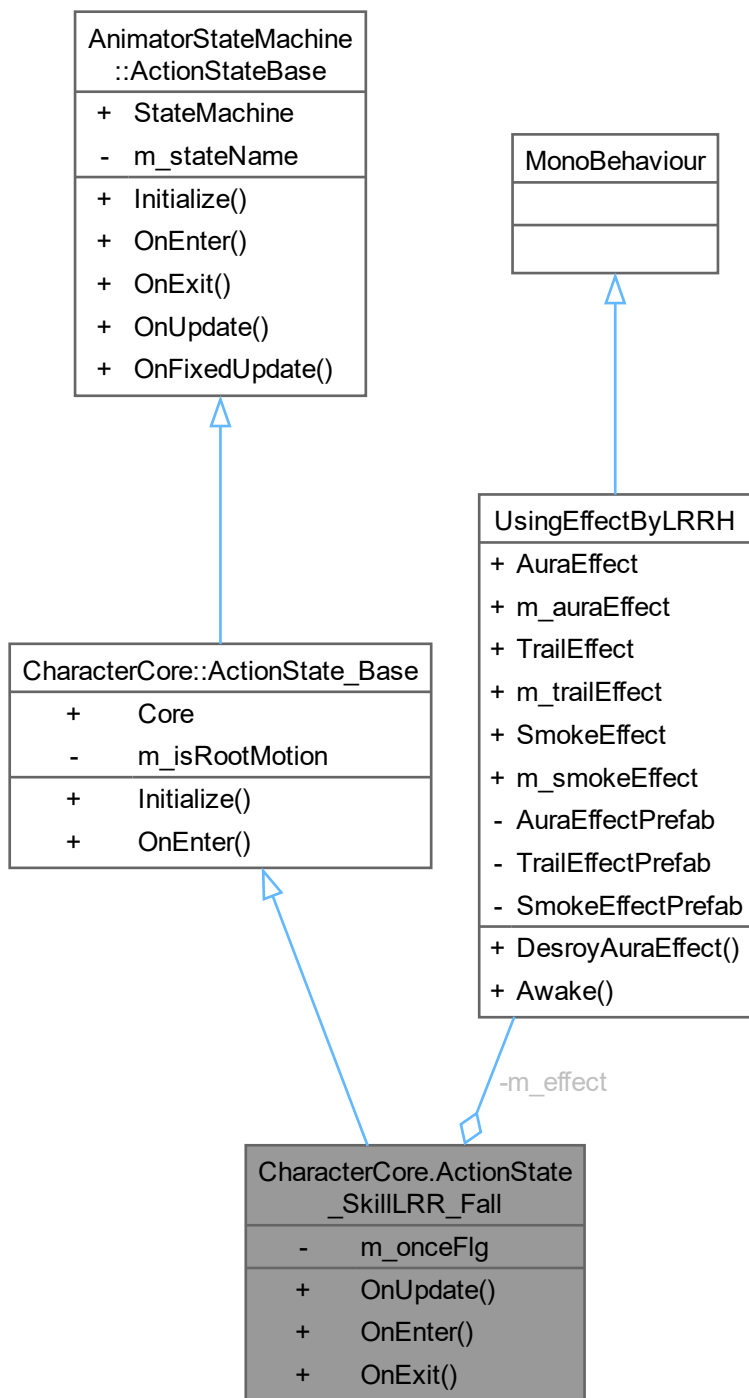 AnimatorStateMachine
::ActionStateBase
+ StateMachine
- m_stateName
+ Initialize()
+ OnEnter()
+ OnExit()
+ OnUpdate()
+ OnFixedUpdate()
MonoBehaviour
CharacterCore::ActionState_Base
+ Core
- m_isRootMotion
+ Initialize()
+ OnEnter()
UsingEffectByLRRH
+ AuraEffect
+ m_auraEffect
+ TrailEffect
+ m_trailEffect
+ SmokeEffect
+ m_smokeEffect
- AuraEffectPrefab
- TrailEffectPrefab
- SmokeEffectPrefab
+ DesroyAuraEffect()
+ Awake()
-m_effect
CharacterCore.ActionState
_SkillLRR_Fall
- m_onceFlg
+ OnUpdate()
+ OnEnter()
+ OnExit()